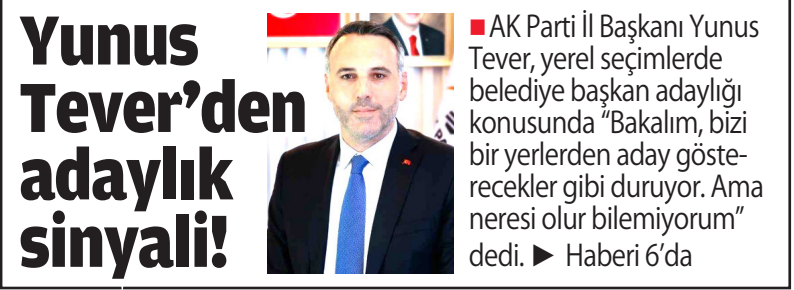 Yunus
Tever’den
adaylık
sinyali!
■ AK Parti İl Başkanı Yunus
Tever, yerel seçimlerde
belediye başkan adaylığı
konusunda “Bakalım, bizi
bir yerlerden aday göste-
recekler gibi duruyor. Ama
neresi olur bilemiyorum”
dedi. ► Haberi 6’da